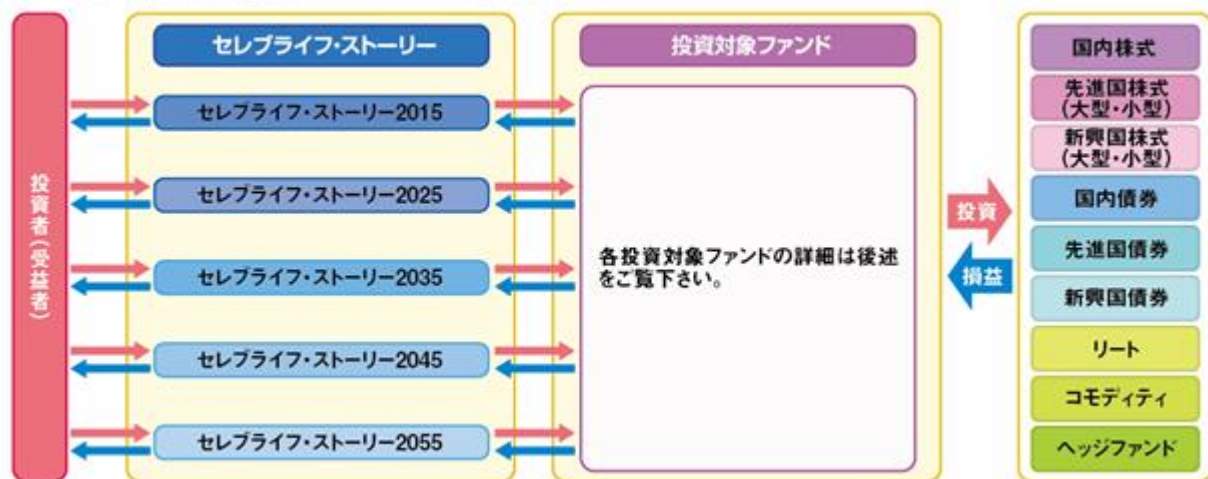 投資者(受益者)
セレブライフ・ストーリー
セレブライフ・ストーリー2015
セレブライフ・ストーリー2025
セレブライフ・ストーリー2035
セレブライフ・ストーリー2045
セレブライフ・ストーリー2055
投資対象ファンド
各投資対象ファンドの詳細は後述
をご覧下さい。
投資
損益
国内株式
先進国株式
(大型・小型)
新興国株式
(大型・小型)
国内債券
先進国債券
新興国債券
リート
コモディティ
ヘッジファンド